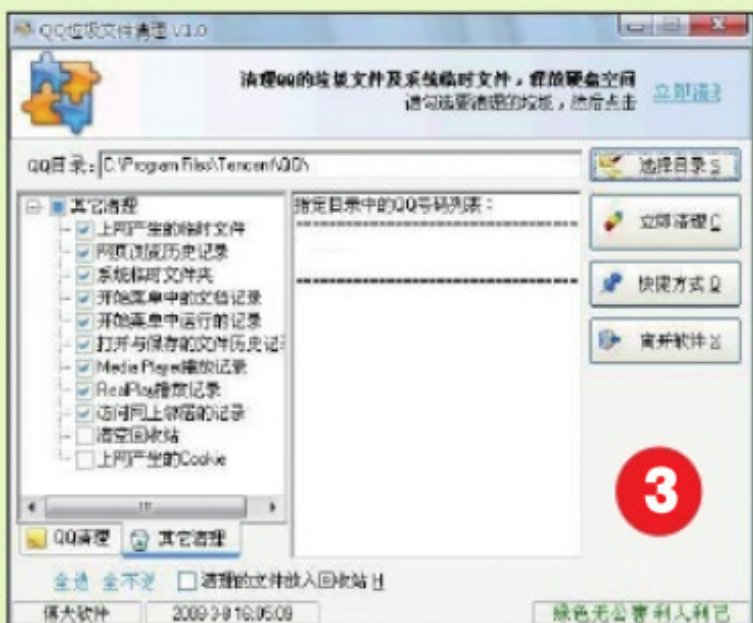 QQ垃圾文件清理 V1.0
清理QQ的垃圾文件及系统临时文件，释放硬盘空间
请勾选要清理的垃圾，然后点击 立即清理
QQ目录：C:\Program Files\Tencent\QQ\
选择目录 S
其它清理
上网产生的临时文件
网页浏览历史记录
系统临时文件夹
开始菜单中的文档记录
开始菜单中运行的记录
打开与保存的文件历史记
Media Player播放记录
RealPlay播放记录
访问网上邻居的记录
清空回收站
上网产生的Cookie
指定目录中的QQ号码列表：
立即清理 C
快捷方式 Q
离开软件 X
3
QQ清理 其它清理
全选 全不选 清理的文件放入回收站 H
2009-3-9 16:05:09
绿色无公害 利人利己